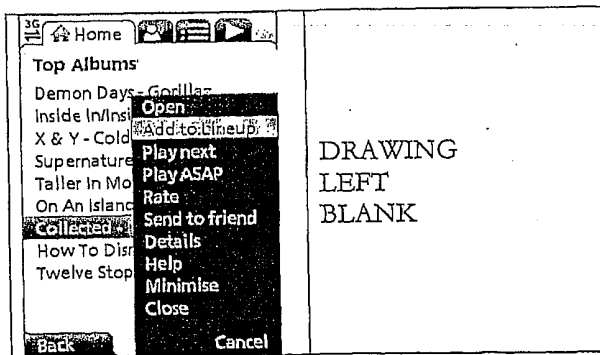 3G Home
Top Albums
Demon Days - Gorillaz
Inside In/Insi
X & Y - Cold
Supernature
Taller In Mo
On An Island
Collected -
How To Dis
Twelve Stop
Open
Add to Lineup
Play next
Play ASAP
Rate
Send to friend
Details
Help
Minimise
Close
Back
Cancel
DRAWING
LEFT
BLANK